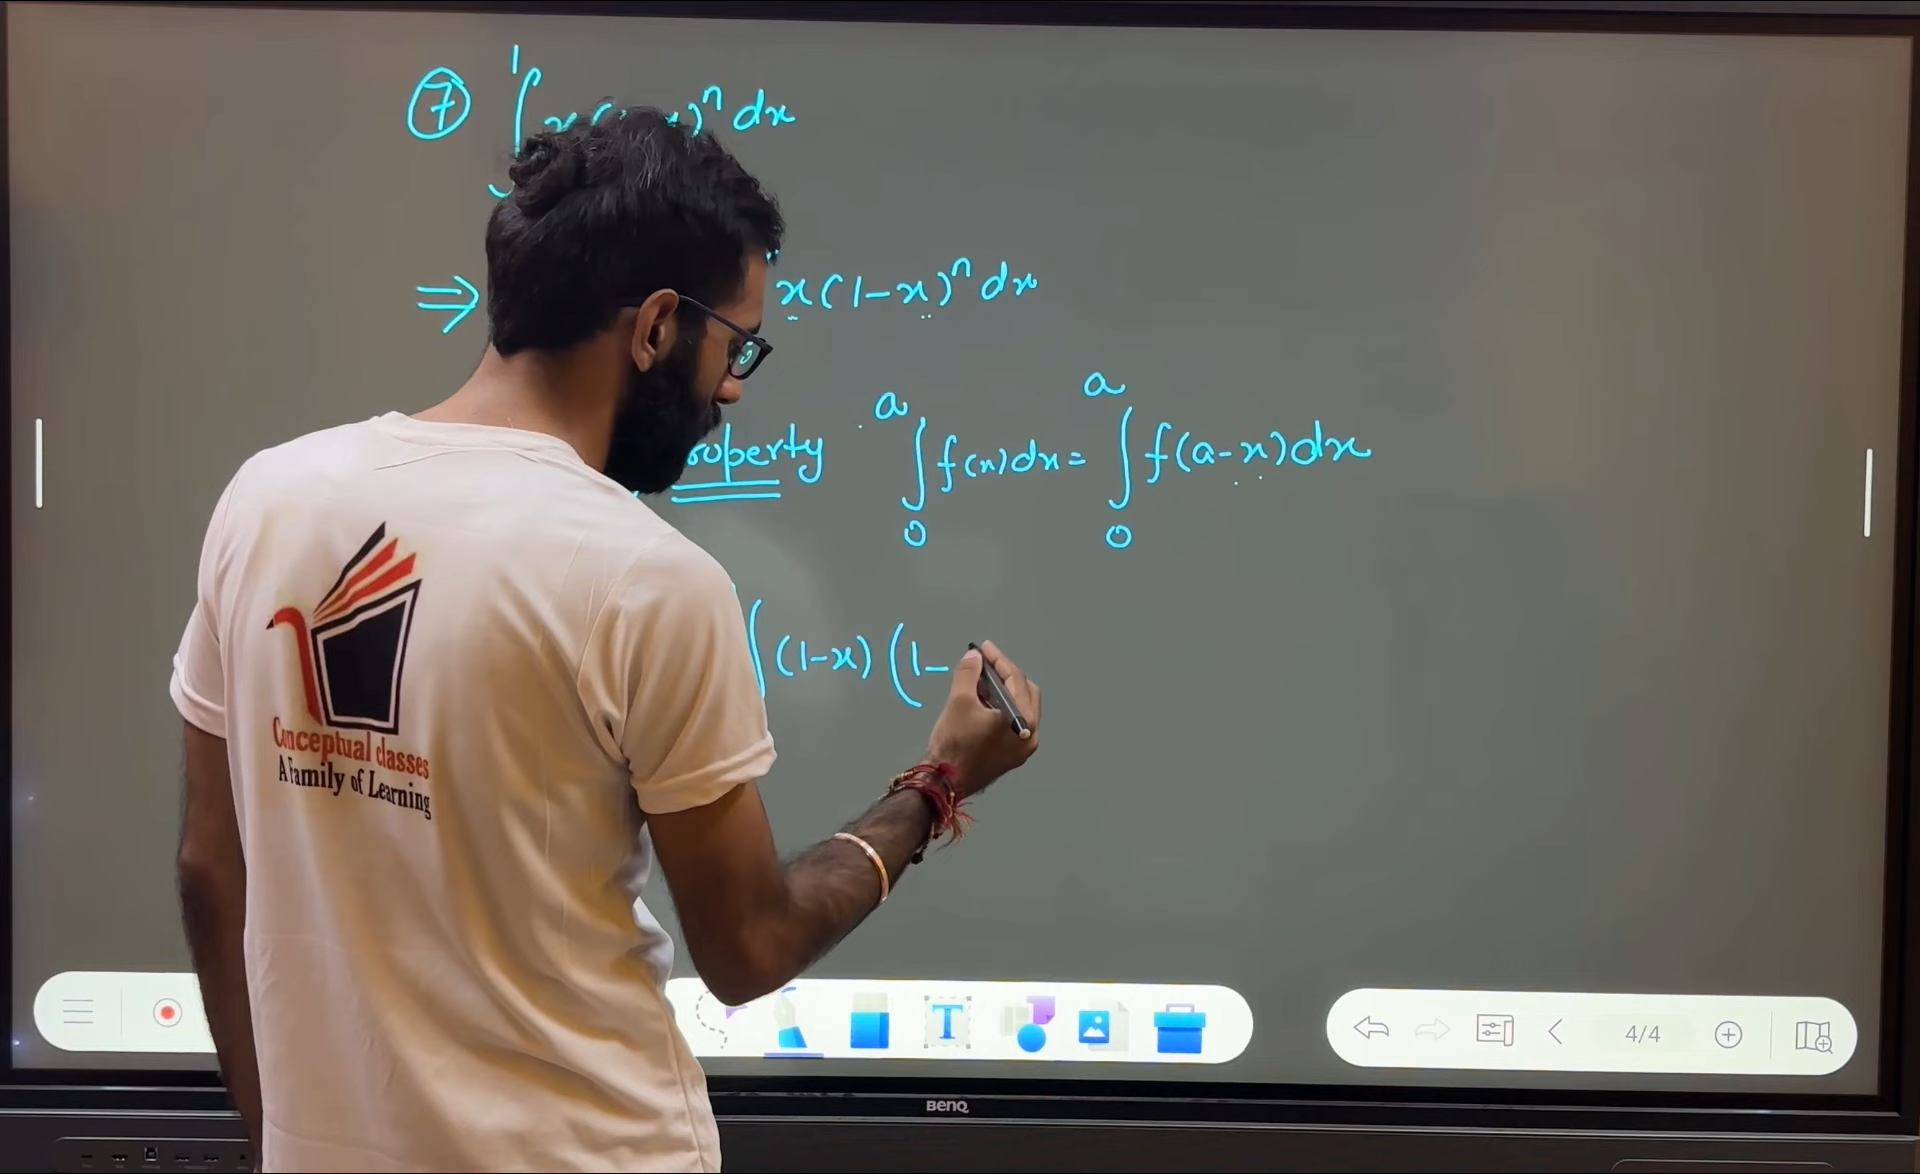 ⑦ ∫ x( )ⁿ dx
1
⇒ x(1-x)ⁿ dx
operty ∫₀ᵃ f(x)dx = ∫₀ᵃ f(a-x)dx
∫ (1-x) (1-
Conceptual classes
A Family of Learning
T
4/4
BenQ